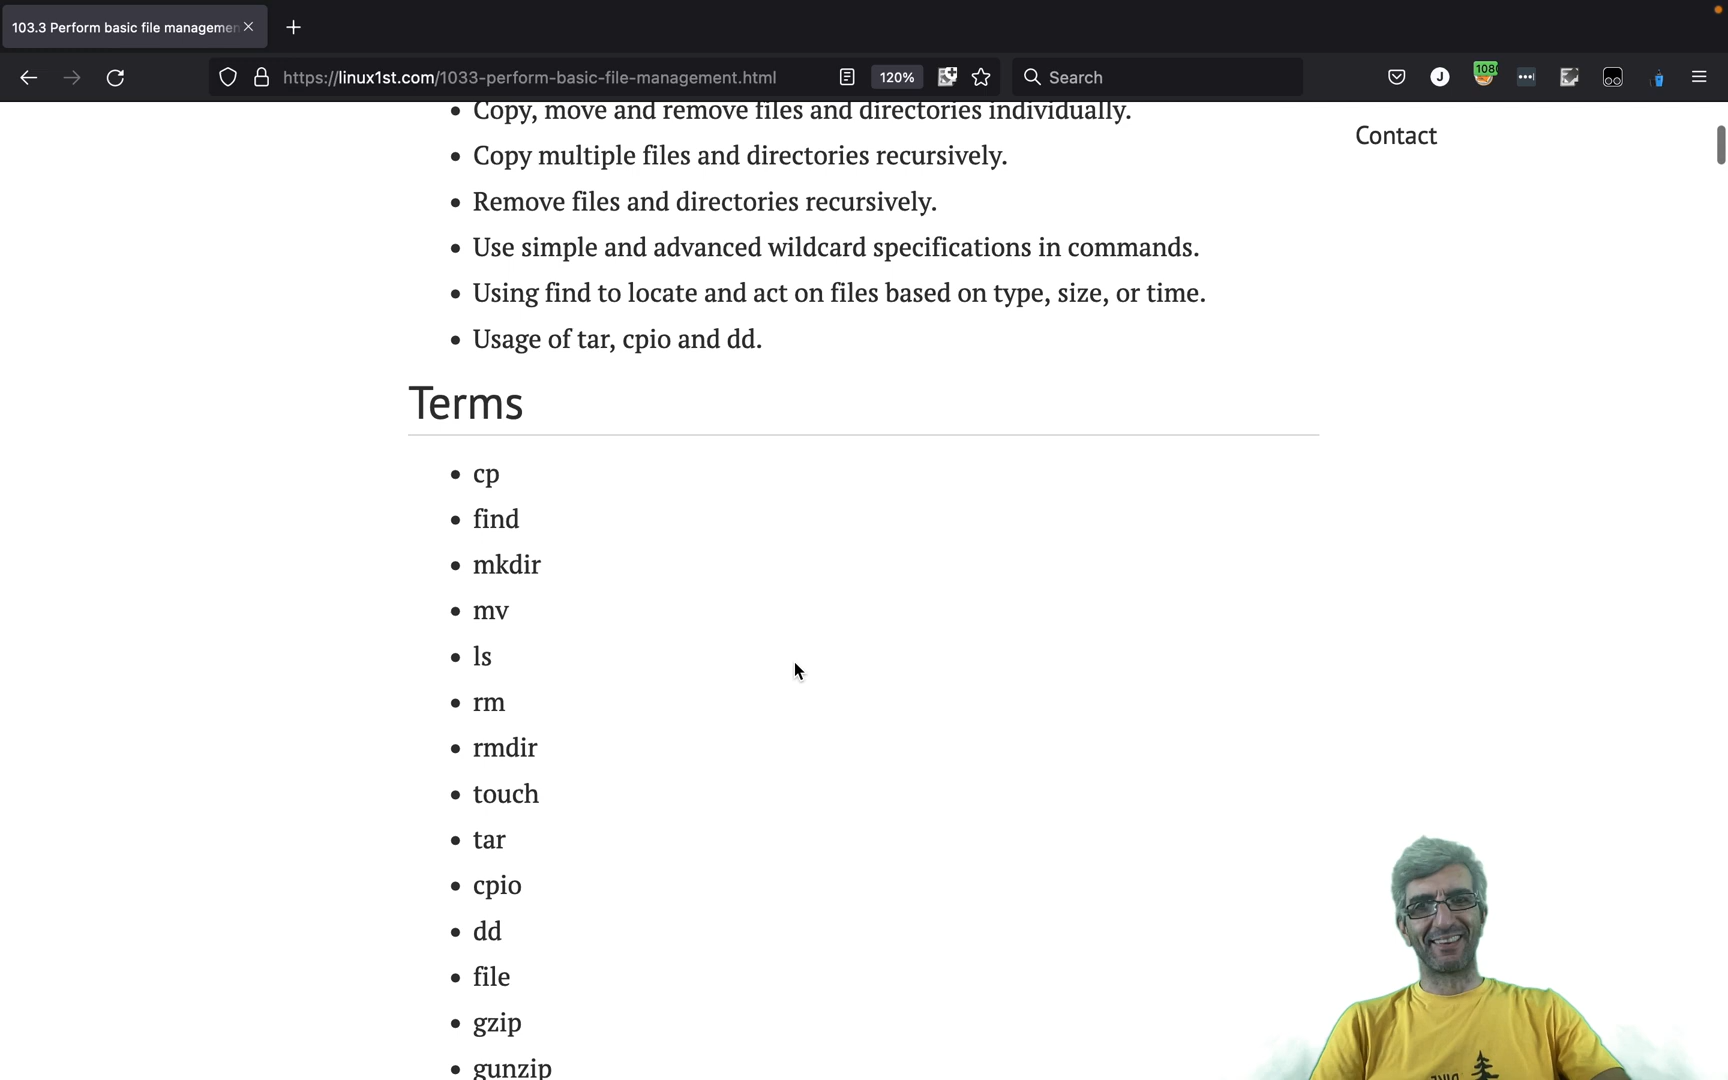 103.3 Perform basic file managemen
https://linux1st.com/1033-perform-basic-file-management.html
120%
Search
J
108
Copy, move and remove files and directories individually.
Contact
Copy multiple files and directories recursively.
Remove files and directories recursively.
Use simple and advanced wildcard specifications in commands.
Using find to locate and act on files based on type, size, or time.
Usage of tar, cpio and dd.
Terms
cp
find
mkdir
mv
ls
rm
rmdir
touch
tar
cpio
dd
file
gzip
gunzip